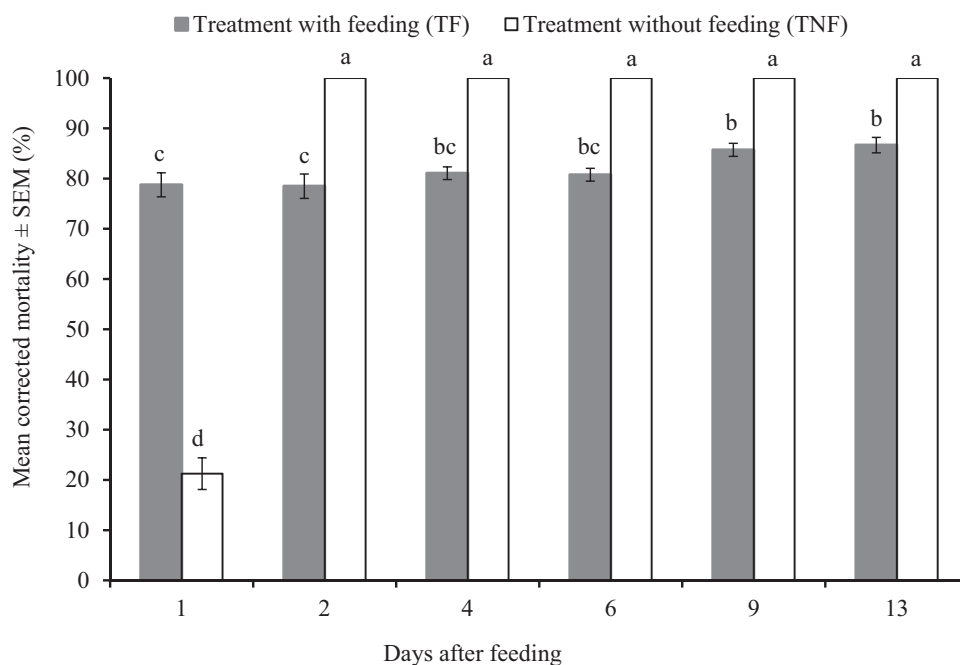 Treatment with feeding (TF) Treatment without feeding (TNF)
a a a a a
100
90
80
70
60
50
40
30
20
10
0
c c bc bc b b
d
Mean corrected mortality ± SEM (%)
1 2 4 6 9 13
Days after feeding